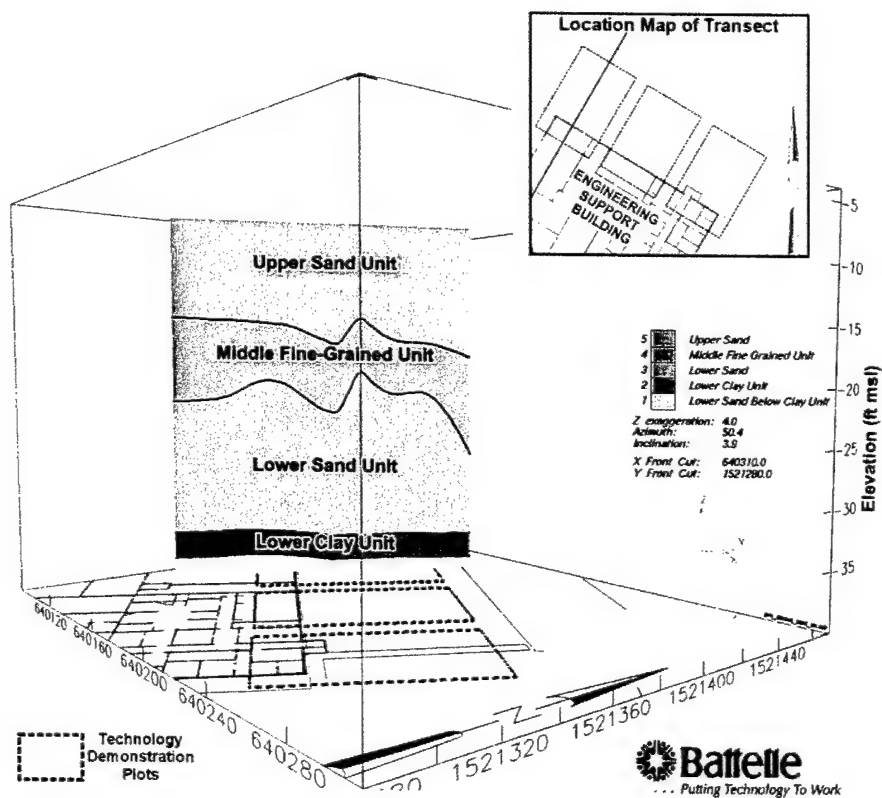 Location Map of Transect
ENGINEERING
SUPPORT
BUILDING
Upper Sand Unit
Middle Fine-Grained Unit
Lower Sand Unit
Lower Clay Unit
-5
-10
-15
-20
-25
-30
-35
Elevation (ft msl)
5 Upper Sand
4 Middle Fine Grained Unit
3 Lower Sand
2 Lower Clay Unit
1 Lower Sand Below Clay Unit
Z exaggeration: 4.0
Azimuth: 50.4
Inclination: 3.9
X Front Cut: 640310.0
Y Front Cut: 1521280.0
640120
640160
640200
640240
640280
1521320
1521360
1521400
1521440
Z
Technology
Demonstration
Plots
Battelle
... Putting Technology To Work